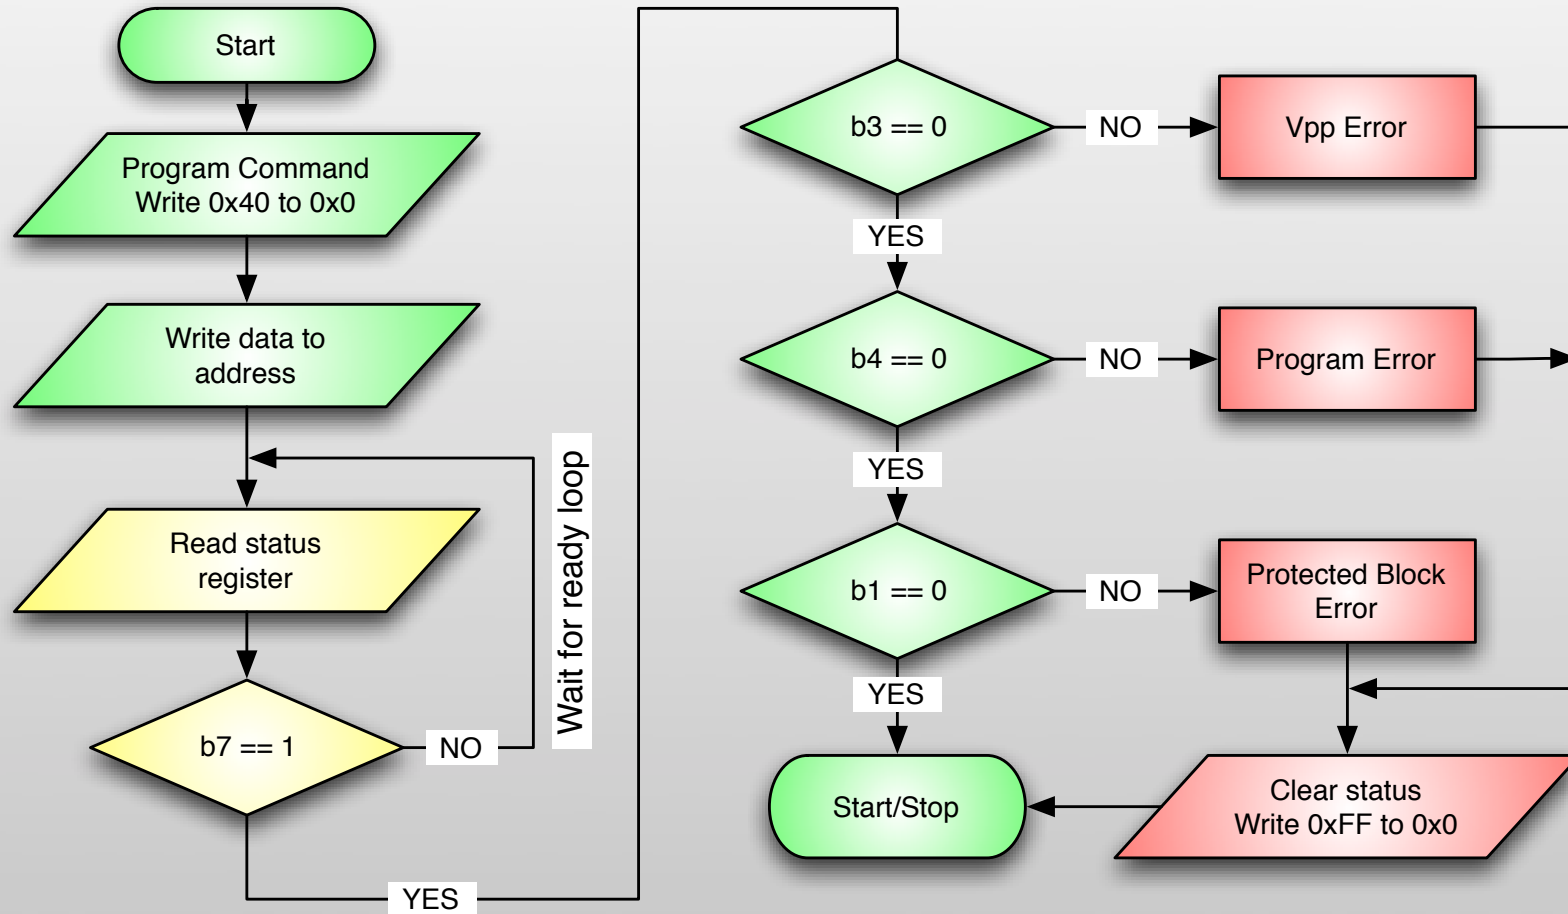 Start
Program Command
Write 0x40 to 0x0
Write data to
address
Read status
register
b7 == 1
NO
Wait for ready loop
YES
b3 == 0
NO
Vpp Error
YES
b4 == 0
NO
Program Error
YES
b1 == 0
NO
Protected Block
Error
YES
Start/Stop
Clear status
Write 0xFF to 0x0